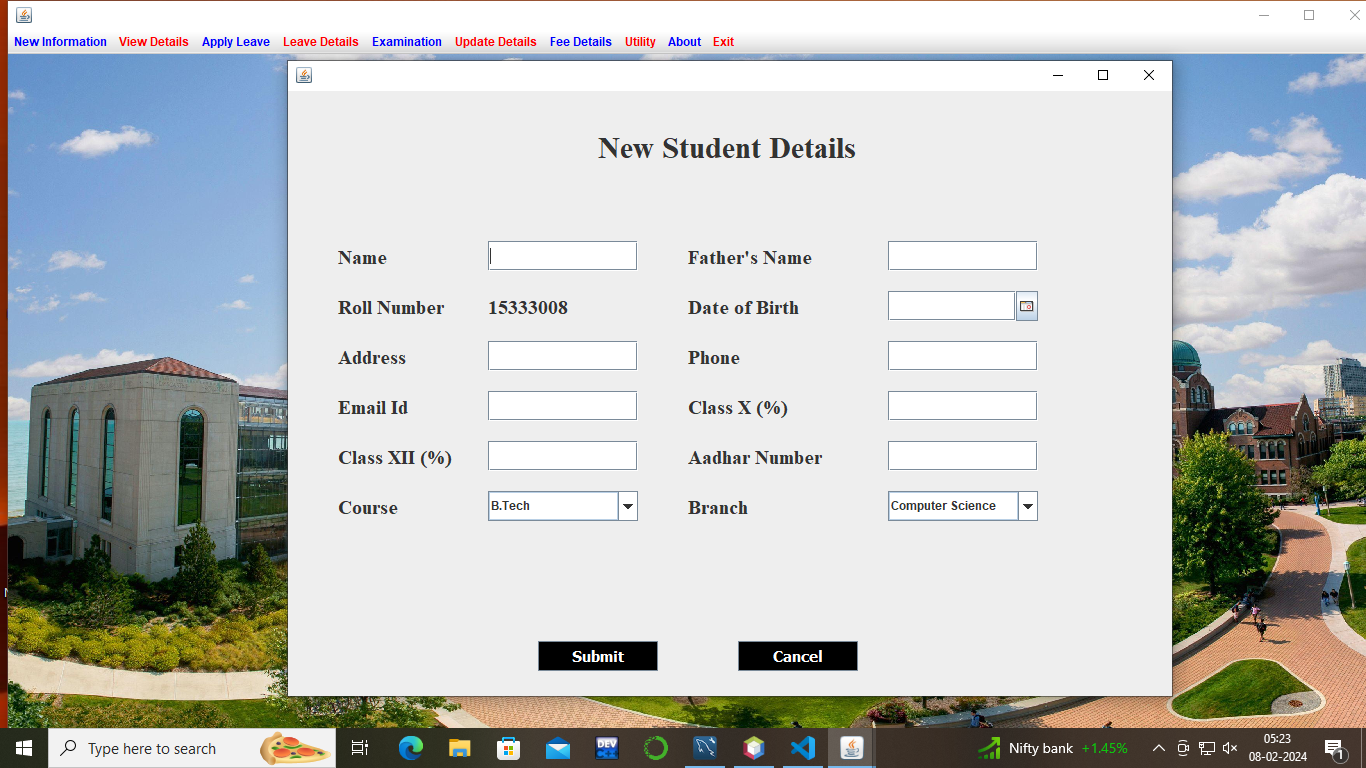 New Information View Details Apply Leave Leave Details Examination Update Details Fee Details Utility About Exit
New Student Details
Name Father's Name
Roll Number 15333008 Date of Birth
Address Phone
Email Id Class X (%)
Class XII (%) Aadhar Number
Course B.Tech Branch Computer Science
Submit Cancel
Type here to search DEV Nifty bank +1.45% 05:23
08-02-2024 1